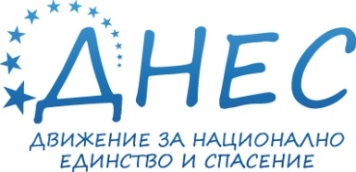 ДНЕС
ДВИЖЕНИЕ ЗА НАЦИОНАЛНО
ЕДИНСТВО И СПАСЕНИЕ